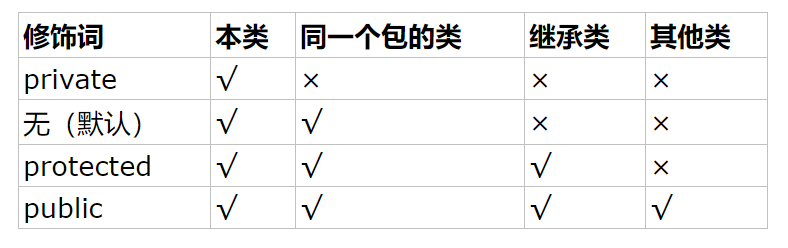 修饰词 本类 同一个包的类 继承类 其他类
private √ × × ×
无（默认） √ √ × ×
protected √ √ √ ×
public √ √ √ √